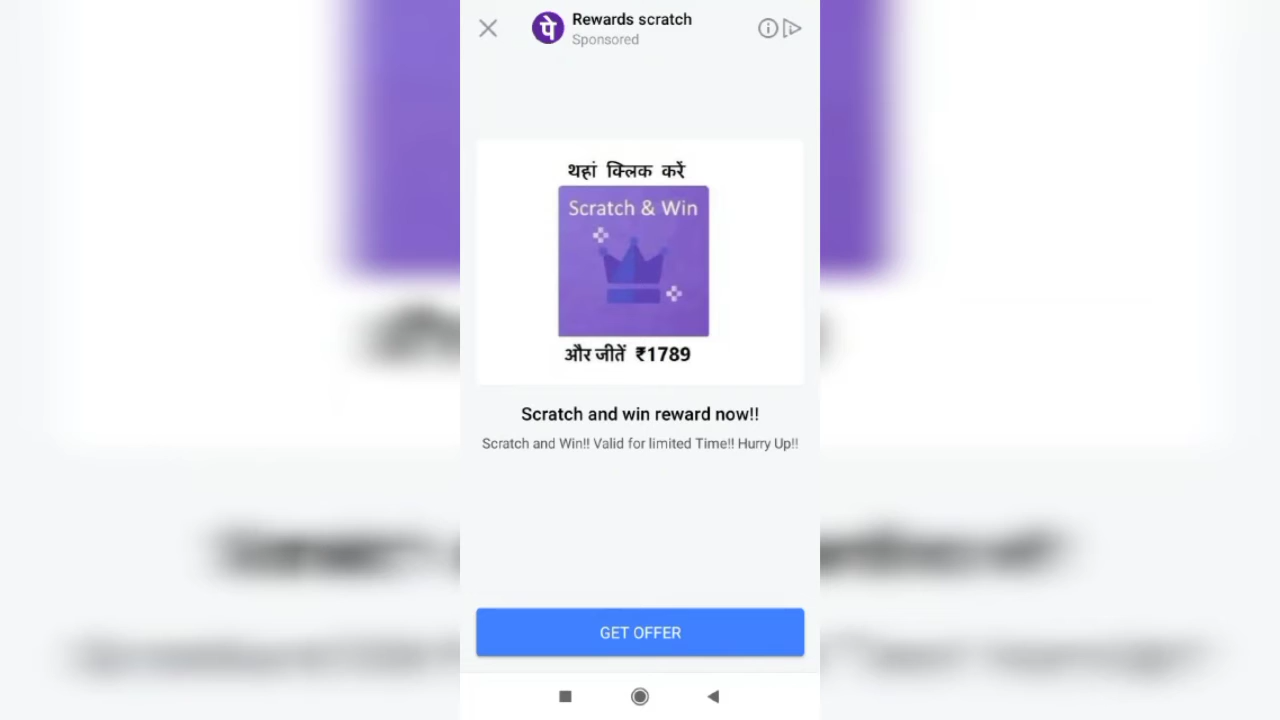 पे
Rewards scratch
Sponsored
थहां क्लिक करें
Scratch & Win
और जीतें ₹1789
Scratch and win reward now!!
Scratch and Win!! Valid for limited Time!! Hurry Up!!
GET OFFER